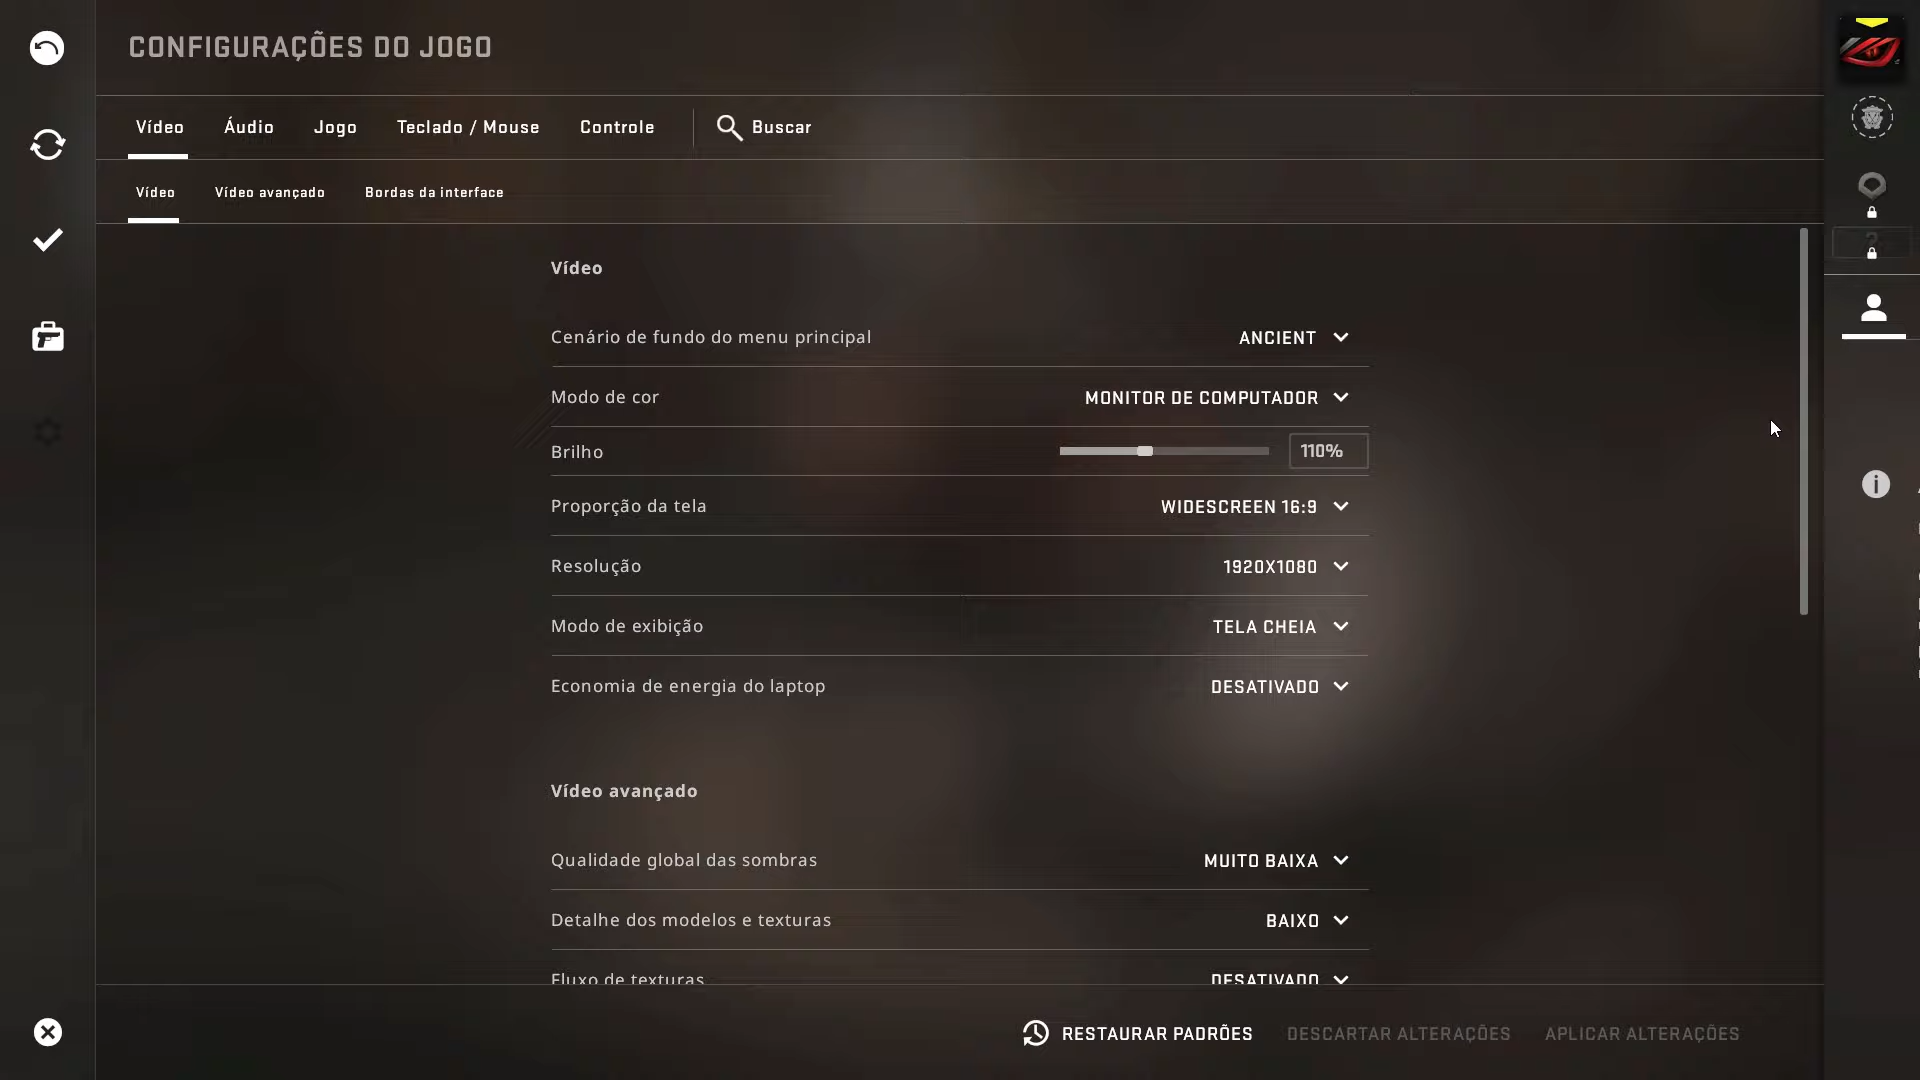 CONFIGURAÇÕES DO JOGO
Vídeo
Áudio
Jogo
Teclado / Mouse
Controle
Buscar
Vídeo
Vídeo avançado
Bordas da interface
Vídeo
Cenário de fundo do menu principal
ANCIENT
Modo de cor
MONITOR DE COMPUTADOR
Brilho
110%
Proporção da tela
WIDESCREEN 16:9
Resolução
1920X1080
Modo de exibição
TELA CHEIA
Economia de energia do laptop
DESATIVADO
Vídeo avançado
Qualidade global das sombras
MUITO BAIXA
Detalhe dos modelos e texturas
BAIXO
Fluxo de texturas
DESATIVADO
RESTAURAR PADRÕES
DESCARTAR ALTERAÇÕES
APLICAR ALTERAÇÕES